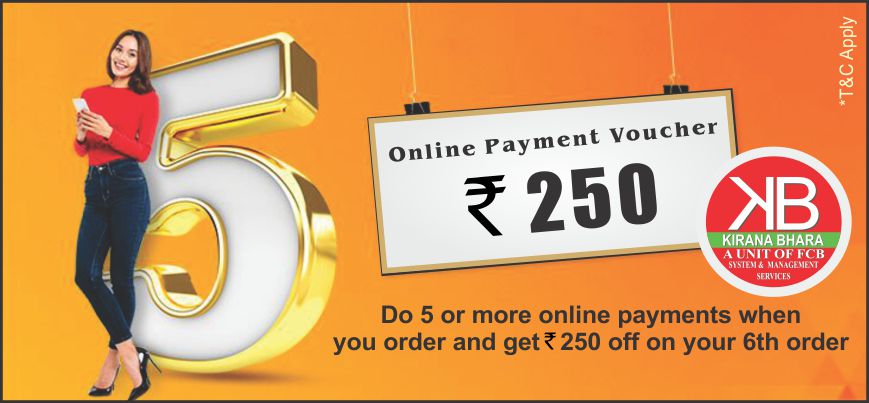 5
*T&C Apply
Online Payment Voucher
₹ 250
KB
KIRANA BHARA
A UNIT OF FCB
SYSTEM & MANAGEMENT
SERVICES
Do 5 or more online payments when
you order and get ₹ 250 off on your 6th order